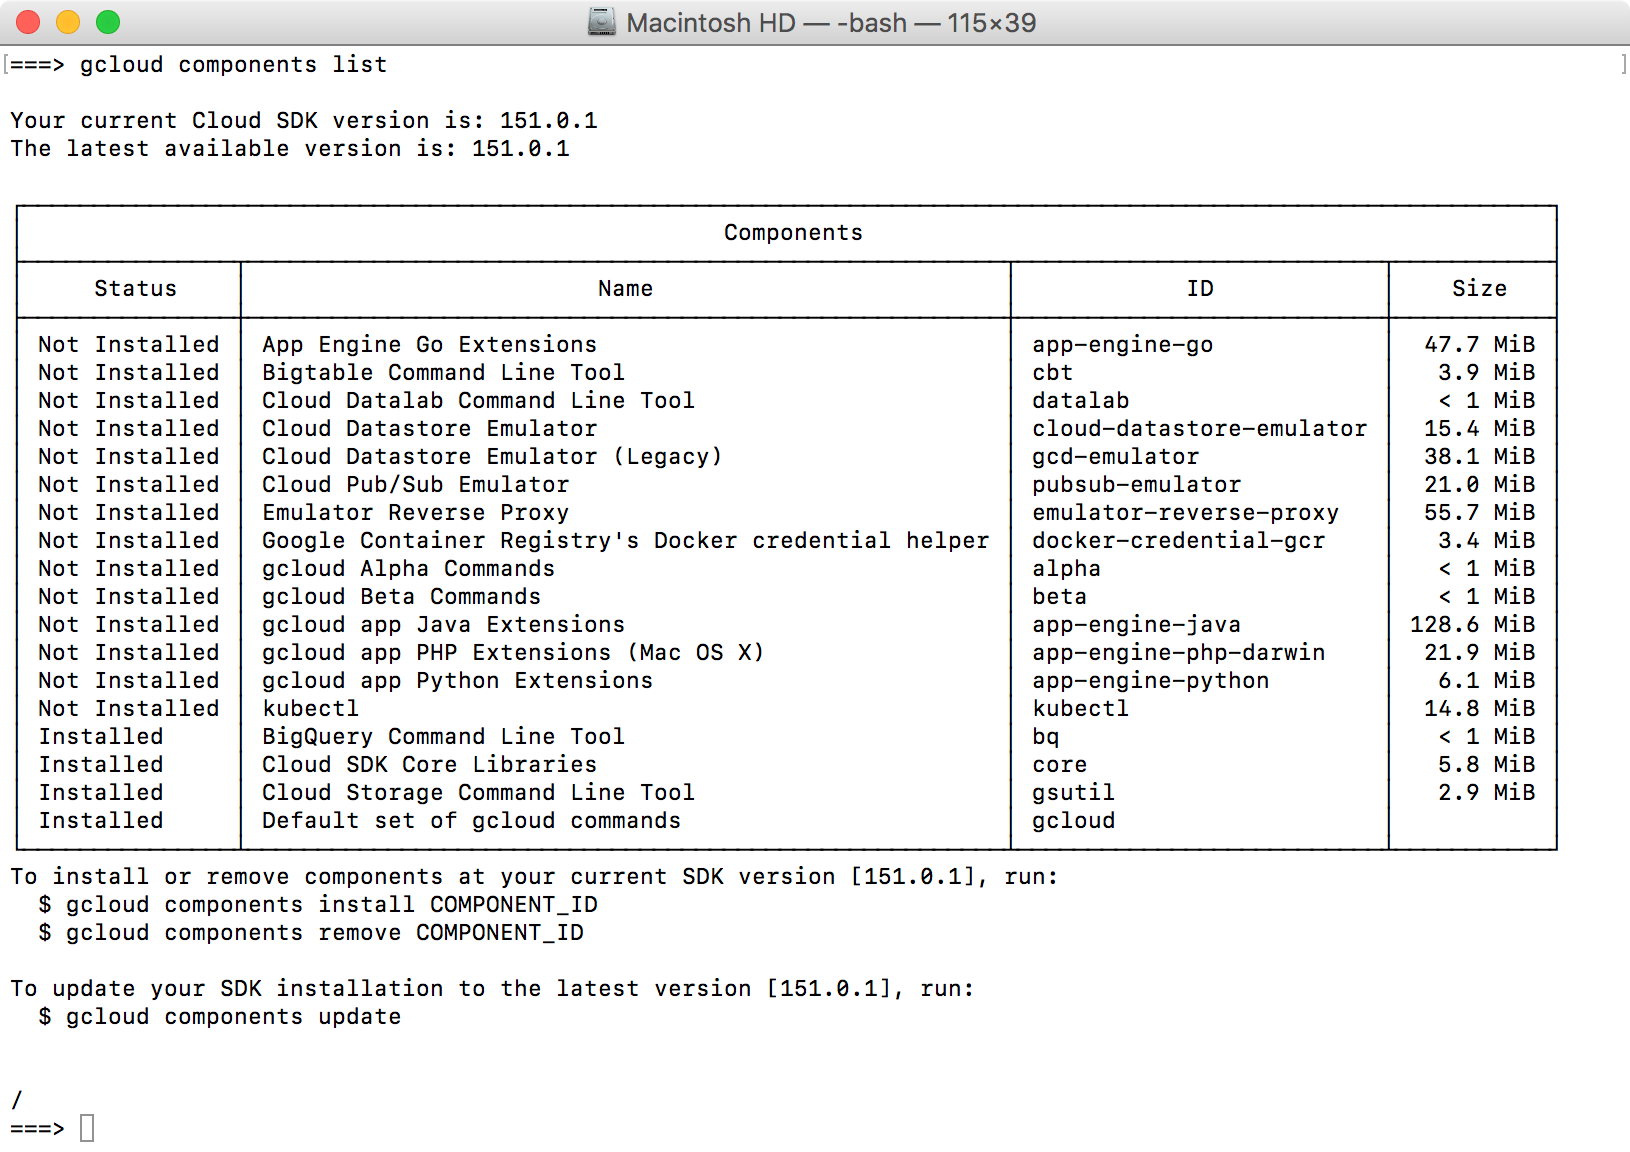 Macintosh HD — -bash — 115×39
[===> gcloud components list ]
Your current Cloud SDK version is: 151.0.1
The latest available version is: 151.0.1
Components
Status Name ID Size
Not Installed App Engine Go Extensions app-engine-go 47.7 MiB
Not Installed Bigtable Command Line Tool cbt 3.9 MiB
Not Installed Cloud Datalab Command Line Tool datalab < 1 MiB
Not Installed Cloud Datastore Emulator cloud-datastore-emulator 15.4 MiB
Not Installed Cloud Datastore Emulator (Legacy) gcd-emulator 38.1 MiB
Not Installed Cloud Pub/Sub Emulator pubsub-emulator 21.0 MiB
Not Installed Emulator Reverse Proxy emulator-reverse-proxy 55.7 MiB
Not Installed Google Container Registry's Docker credential helper docker-credential-gcr 3.4 MiB
Not Installed gcloud Alpha Commands alpha < 1 MiB
Not Installed gcloud Beta Commands beta < 1 MiB
Not Installed gcloud app Java Extensions app-engine-java 128.6 MiB
Not Installed gcloud app PHP Extensions (Mac OS X) app-engine-php-darwin 21.9 MiB
Not Installed gcloud app Python Extensions app-engine-python 6.1 MiB
Not Installed kubectl kubectl 14.8 MiB
Installed BigQuery Command Line Tool bq < 1 MiB
Installed Cloud SDK Core Libraries core 5.8 MiB
Installed Cloud Storage Command Line Tool gsutil 2.9 MiB
Installed Default set of gcloud commands gcloud
To install or remove components at your current SDK version [151.0.1], run:
$ gcloud components install COMPONENT_ID
$ gcloud components remove COMPONENT_ID
To update your SDK installation to the latest version [151.0.1], run:
$ gcloud components update
/
===>